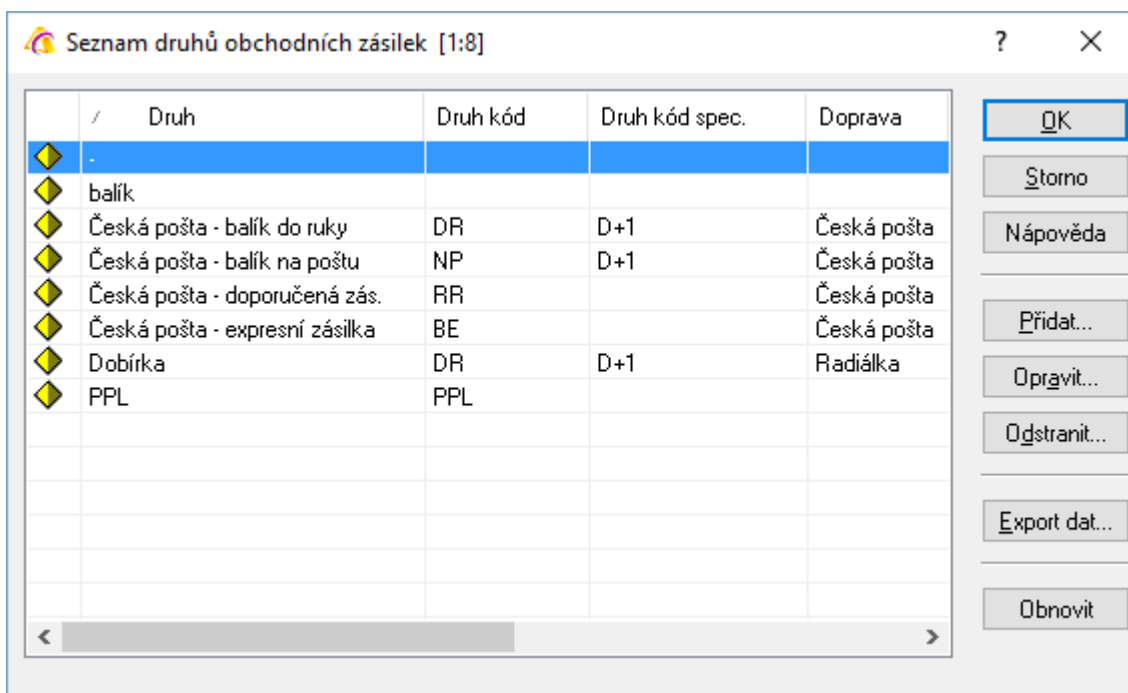 Seznam druhů obchodních zásilek [1:8]
Druh Druh kód Druh kód spec. Doprava
-
balík
Česká pošta - balík do ruky DR D+1 Česká pošta
Česká pošta - balík na poštu NP D+1 Česká pošta
Česká pošta - doporučená zás. RR Česká pošta
Česká pošta - expresní zásilka BE Česká pošta
Dobírka DR D+1 Radiálka
PPL PPL
OK
Storno
Nápověda
Přidat...
Opravit...
Odstranit...
Export dat...
Obnovit